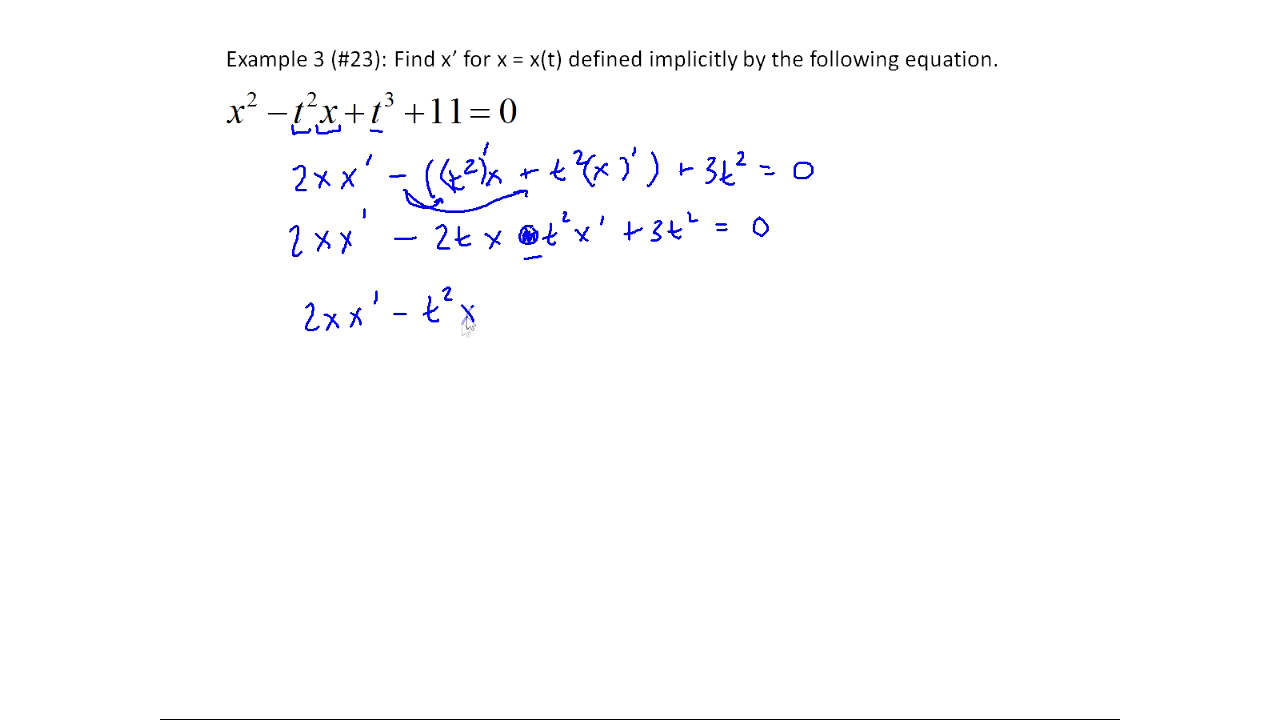 Example 3 (#23): Find x’ for x = x(t) defined implicitly by the following equation.
x² − t²x + t³ + 11 = 0
2xx' − ((t²)'x + t²(x)') + 3t² = 0
2xx' − 2tx t²x' + 3t² = 0
2xx' − t²x